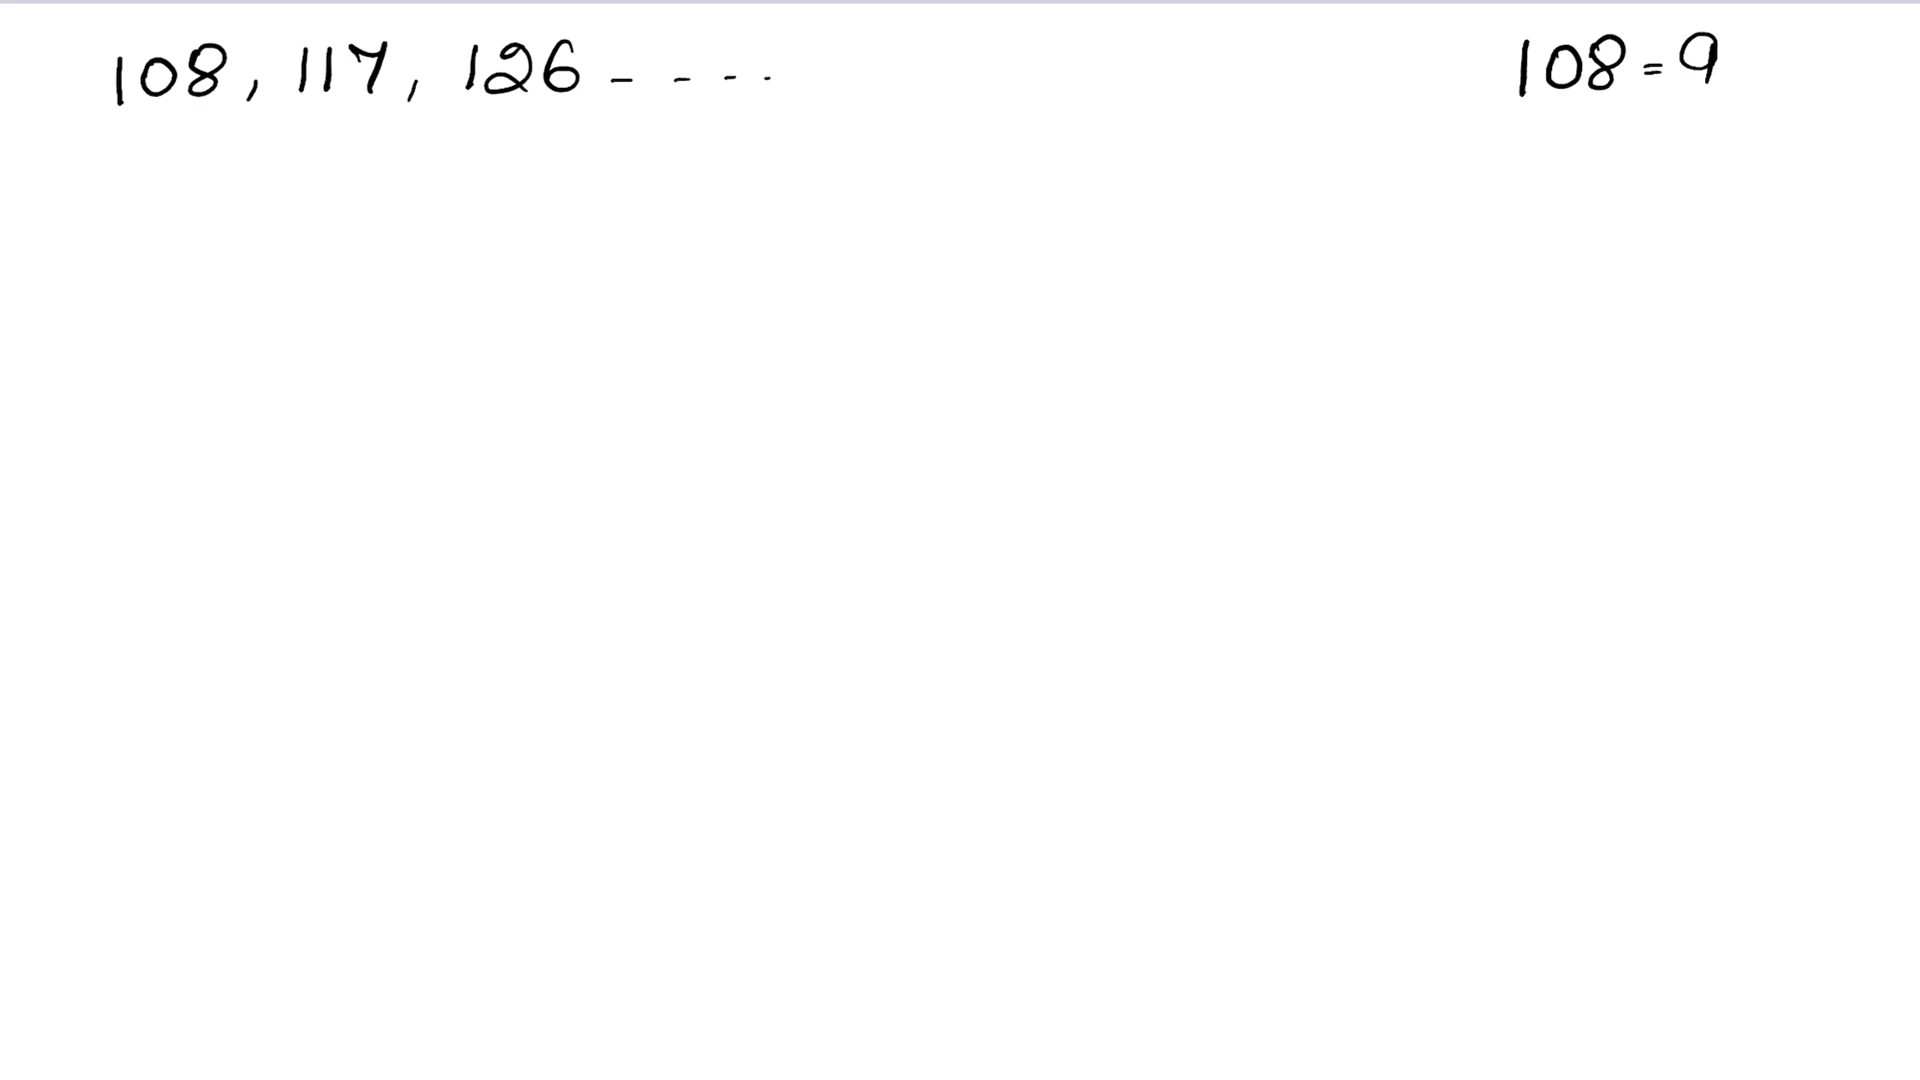 108, 117, 126 - - - -
108 = 9